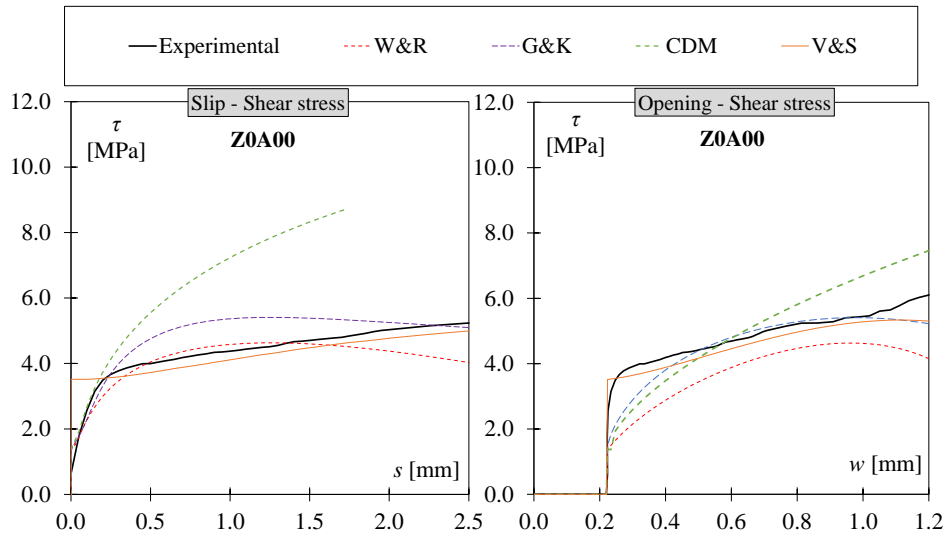 Experimental W&R G&K CDM V&S
Slip - Shear stress
τ
[MPa]
Z0A00
12.0
10.0
8.0
6.0
4.0
2.0
0.0
s [mm]
0.0 0.5 1.0 1.5 2.0 2.5
Opening - Shear stress
τ
[MPa]
Z0A00
12.0
10.0
8.0
6.0
4.0
2.0
0.0
w [mm]
0.0 0.2 0.4 0.6 0.8 1.0 1.2